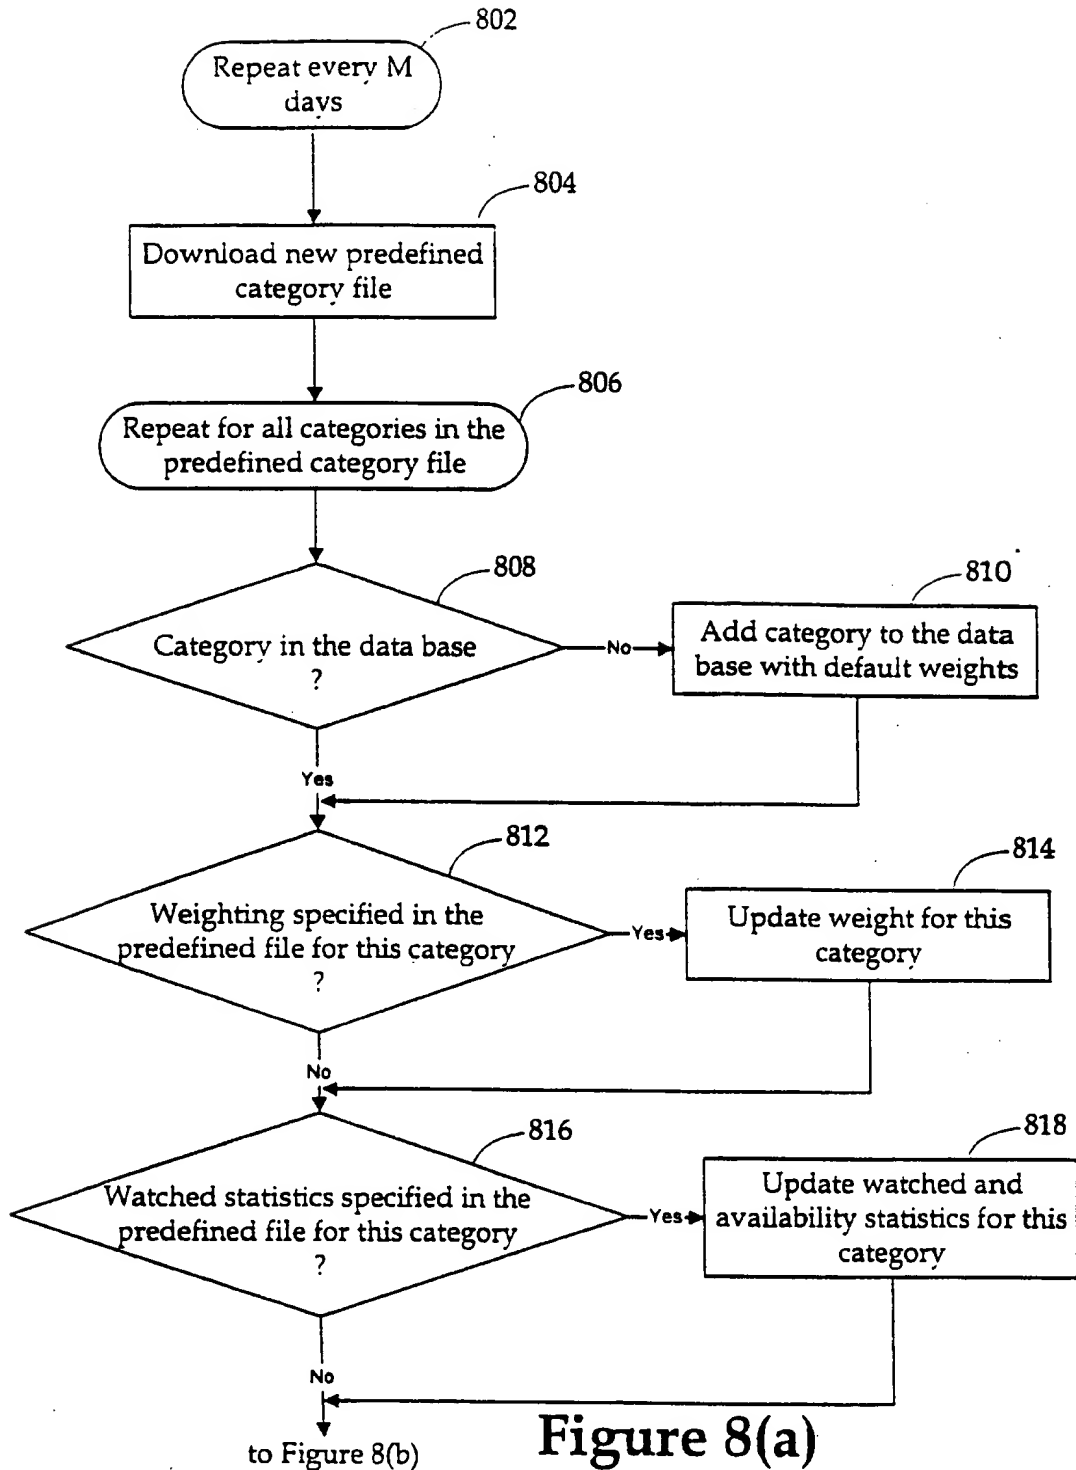 802
Repeat every M
days
804
Download new predefined
category file
806
Repeat for all categories in the
predefined category file
808
Category in the data base
?
No
810
Add category to the data
base with default weights
Yes
812
Weighting specified in the
predefined file for this category
?
Yes
814
Update weight for this
category
No
816
Watched statistics specified in the
predefined file for this category
?
Yes
818
Update watched and
availability statistics for this
category
No
to Figure 8(b)
Figure 8(a)